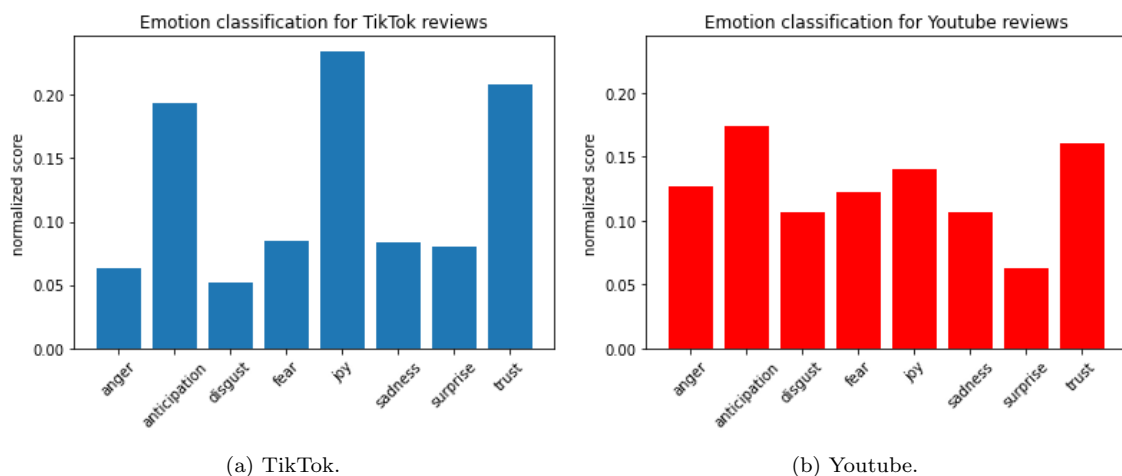 Emotion classification for TikTok reviews
normalized score
0.20
0.15
0.10
0.05
0.00
anger
anticipation
disgust
fear
joy
sadness
surprise
trust
(a) TikTok.
Emotion classification for Youtube reviews
normalized score
0.20
0.15
0.10
0.05
0.00
anger
anticipation
disgust
fear
joy
sadness
surprise
trust
(b) Youtube.